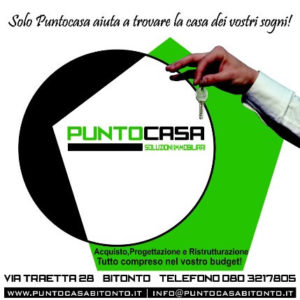 Solo Puntocasa aiuta a trovare la casa dei vostri sogni!
PUNTOCASA
SOLUZIONI IMMOBILIARI
Acquisto,Progettazione e Ristrutturazione
Tutto compreso nel vostro budget!
VIA TRAETTA 28 BITONTO TELEFONO 080 3217805
WWW.PUNTOCASABITONTO.IT | INFO@PUNTOCASABITONTO.IT